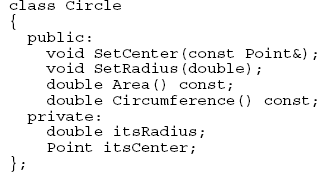 class Circle
{
  public:
    void SetCenter(const Point&);
    void SetRadius(double);
    double Area() const;
    double Circumference() const;
  private:
    double itsRadius;
    Point itsCenter;
};